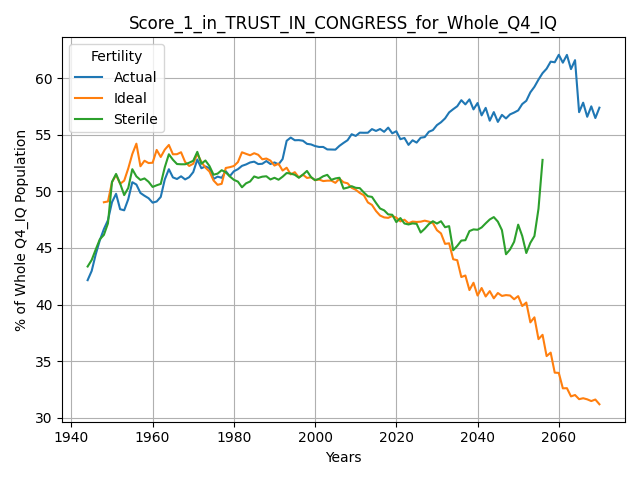 Score_1_in_TRUST_IN_CONGRESS_for_Whole_Q4_IQ
Fertility
Actual
Ideal
Sterile
% of Whole Q4_IQ Population
60
55
50
45
40
35
30
1940 1960 1980 2000 2020 2040 2060
Years